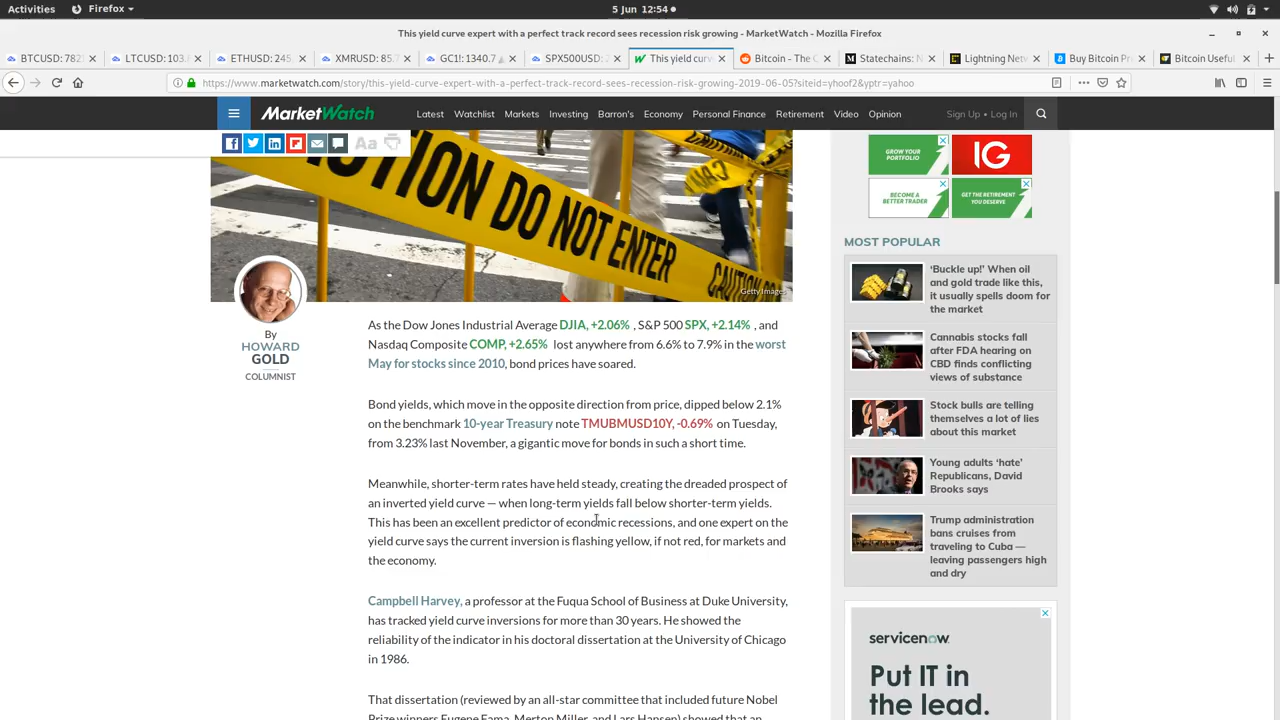 Activities
Firefox
5 Jun 12:54
This yield curve expert with a perfect track record sees recession risk growing - MarketWatch - Mozilla Firefox
BTCUSD: 782
LTCUSD: 103.
ETHUSD: 245
XMRUSD: 85.7
GC1!: 1340.7
SPX500USD: 2
This yield curv
Bitcoin - The C
Statechains: N
Lightning Netw
Buy Bitcoin Pri
Bitcoin Useful
https://www.marketwatch.com/story/this-yield-curve-expert-with-a-perfect-track-record-sees-recession-risk-growing-2019-06-05?siteid=yhoof2&yptr=yahoo
MarketWatch
Latest
Watchlist
Markets
Investing
Barron's
Economy
Personal Finance
Retirement
Video
Opinion
Sign Up • Log In
Aa
CAUTION DO NOT ENTER
CAUTI
Getty Images
By
HOWARD
GOLD
COLUMNIST
As the Dow Jones Industrial Average DJIA, +2.06% , S&P 500 SPX, +2.14% , and
Nasdaq Composite COMP, +2.65% lost anywhere from 6.6% to 7.9% in the worst
May for stocks since 2010, bond prices have soared.
Bond yields, which move in the opposite direction from price, dipped below 2.1%
on the benchmark 10-year Treasury note TMUBMUSD10Y, -0.69% on Tuesday,
from 3.23% last November, a gigantic move for bonds in such a short time.
Meanwhile, shorter-term rates have held steady, creating the dreaded prospect of
an inverted yield curve — when long-term yields fall below shorter-term yields.
This has been an excellent predictor of economic recessions, and one expert on the
yield curve says the current inversion is flashing yellow, if not red, for markets and
the economy.
Campbell Harvey, a professor at the Fuqua School of Business at Duke University,
has tracked yield curve inversions for more than 30 years. He showed the
reliability of the indicator in his doctoral dissertation at the University of Chicago
in 1986.
That dissertation (reviewed by an all-star committee that included future Nobel
Prize winners Eugene Fama, Merton Miller, and Lars Hansen) showed that an
GROW YOUR
PORTFOLIO
IG
BECOME A
BETTER TRADER
GET THE RETIREMENT
YOU DESERVE
MOST POPULAR
‘Buckle up!’ When oil
and gold trade like this,
it usually spells doom for
the market
Cannabis stocks fall
after FDA hearing on
CBD finds conflicting
views of substance
Stock bulls are telling
themselves a lot of lies
about this market
Young adults ‘hate’
Republicans, David
Brooks says
Trump administration
bans cruises from
traveling to Cuba —
leaving passengers high
and dry
servicenow
Put IT in
the lead.